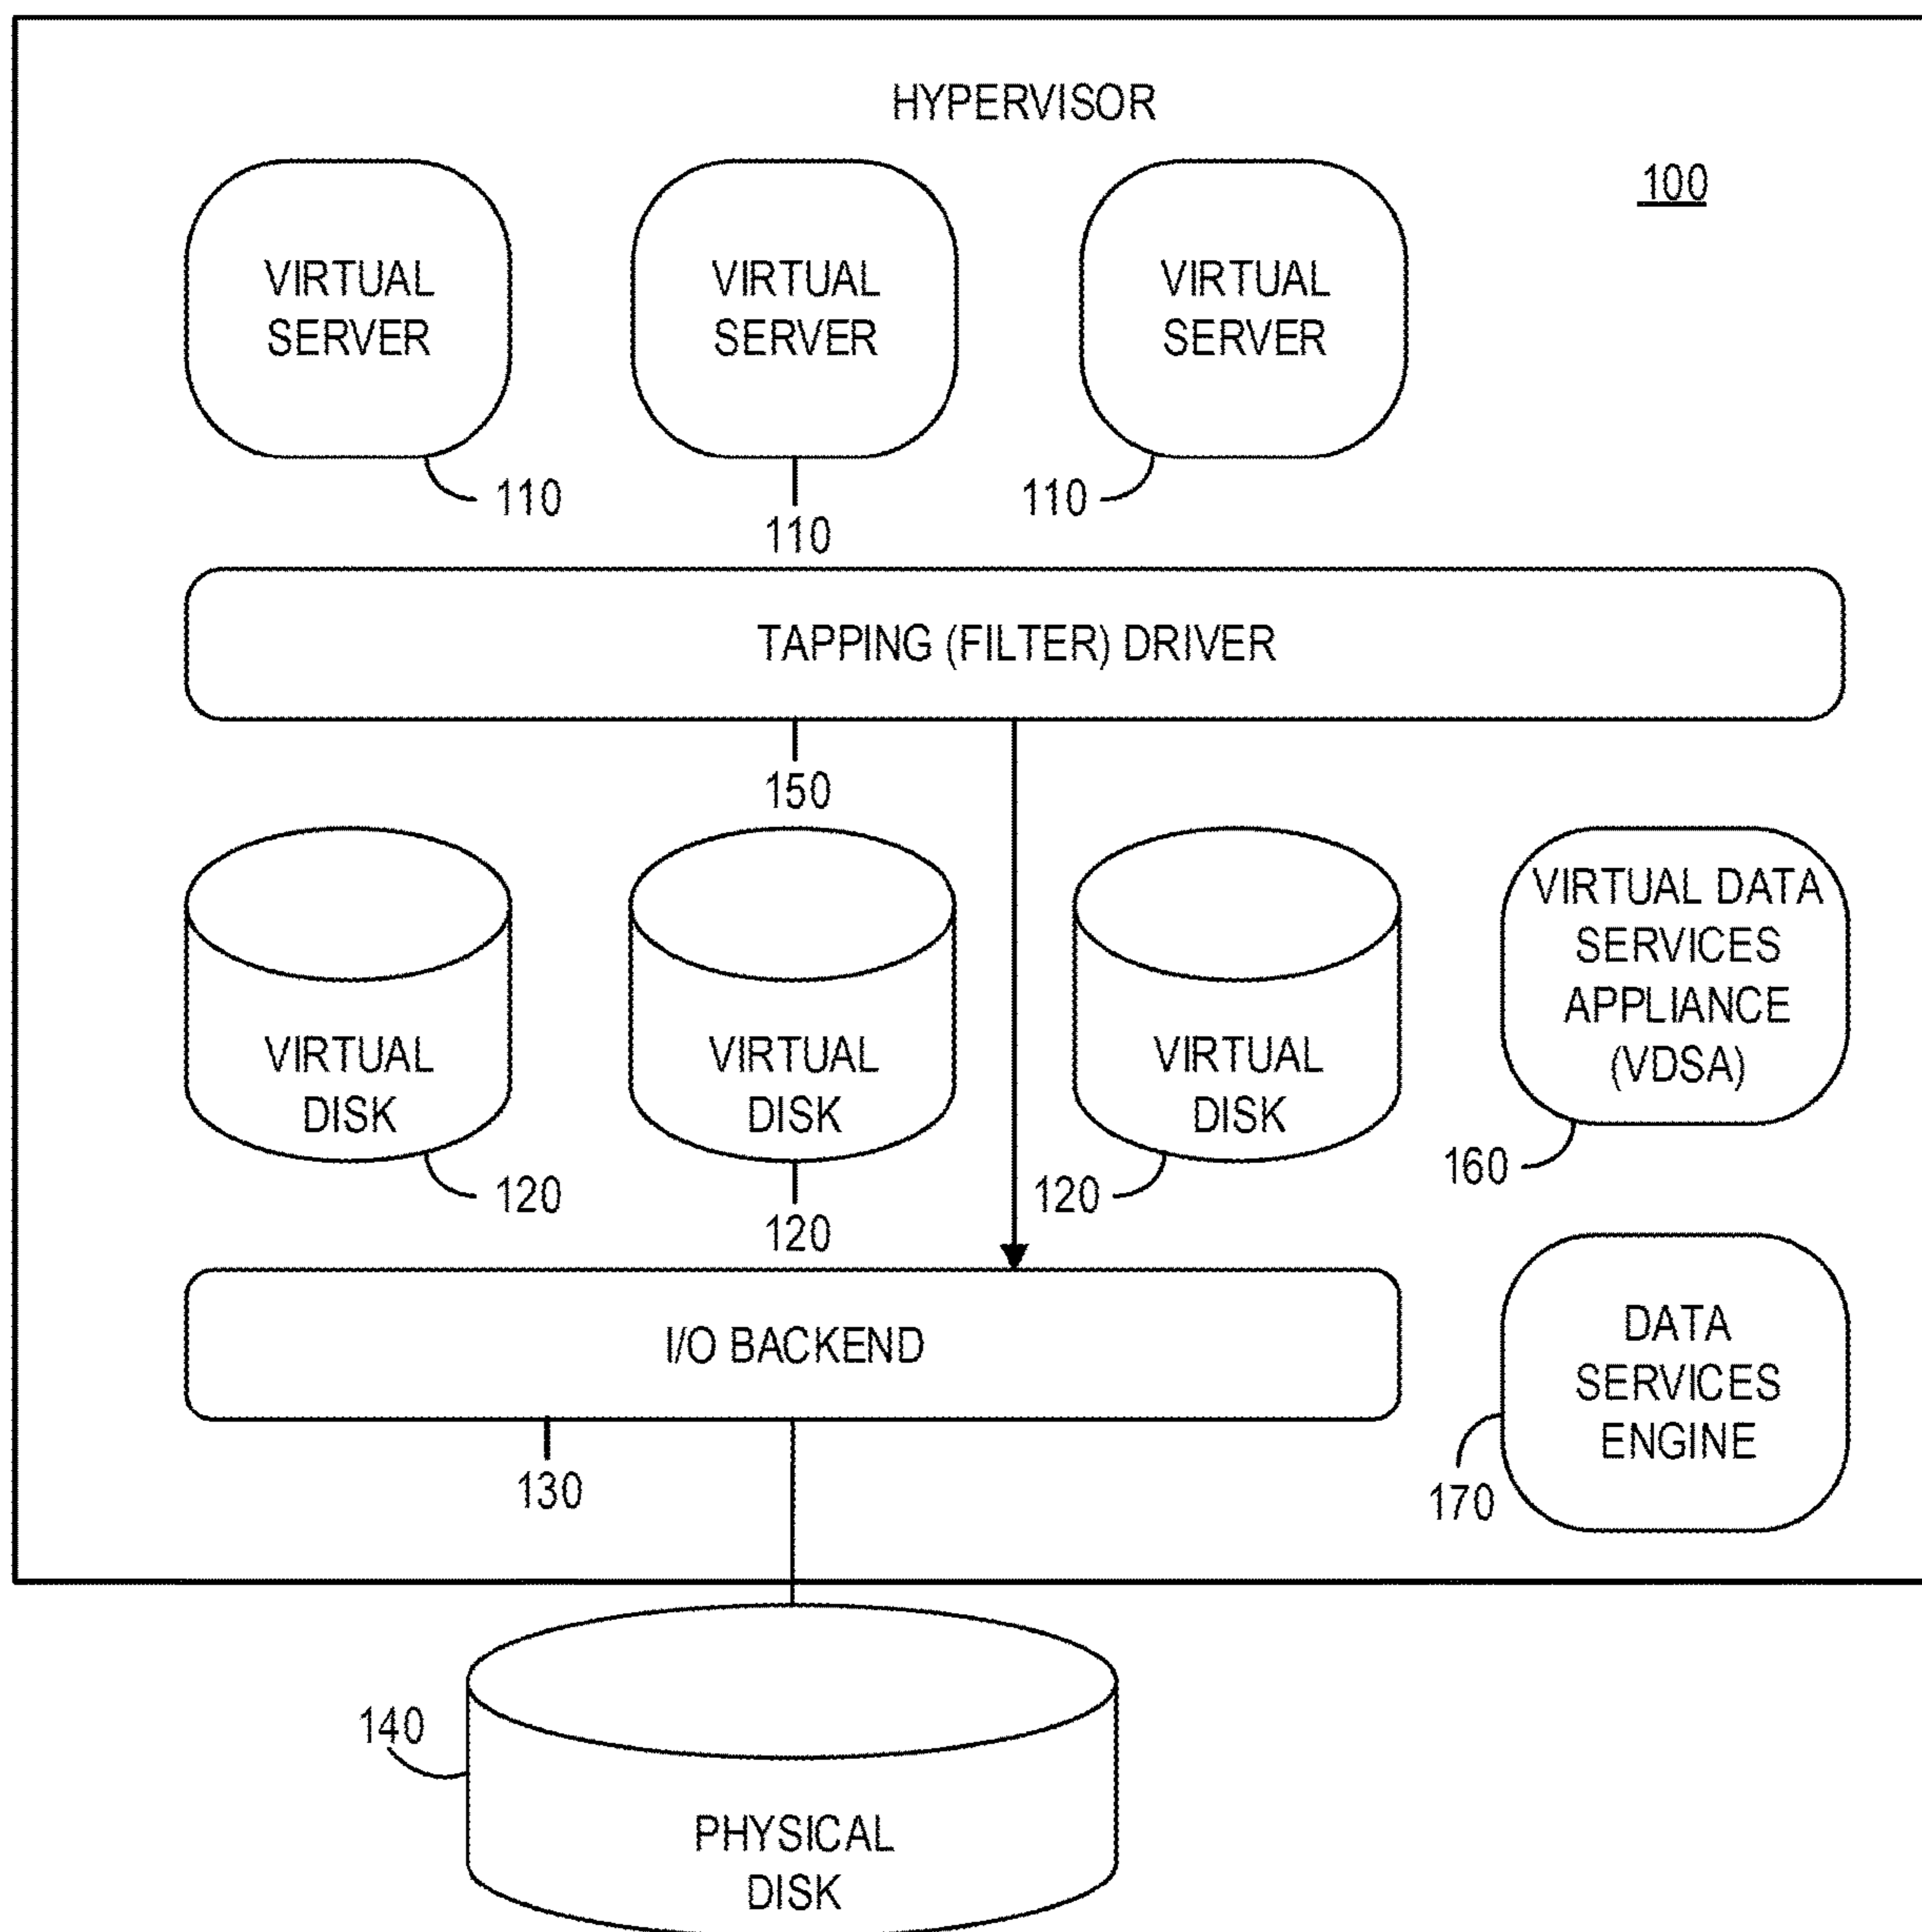 HYPERVISOR
100
VIRTUAL
SERVER
VIRTUAL
SERVER
VIRTUAL
SERVER
110
110
110
TAPPING (FILTER) DRIVER
150
VIRTUAL
DISK
VIRTUAL
DISK
VIRTUAL
DISK
VIRTUAL DATA
SERVICES
APPLIANCE
(VDSA)
120
120
120
160
I/O BACKEND
130
DATA
SERVICES
ENGINE
170
140
PHYSICAL
DISK